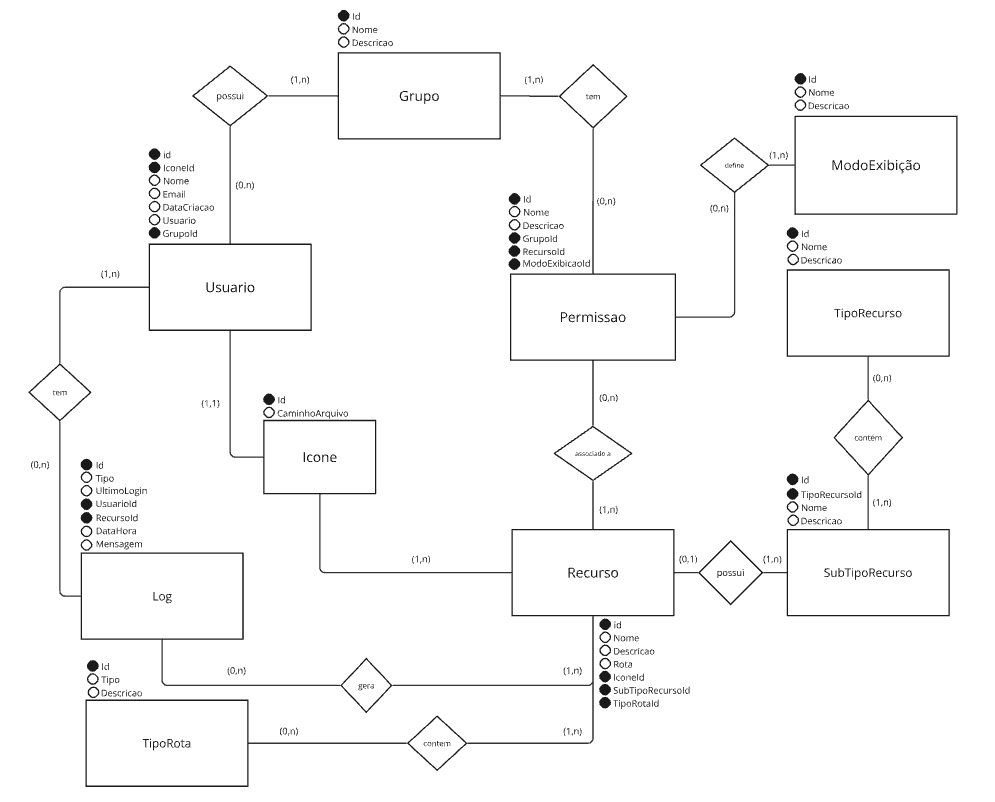 Id
Nome
Descricao
Grupo
(1,n)
possui
(1,n)
tem
Id
Nome
Descricao
ModoExibição
define
(1,n)
(0,n)
id
IconeId
Nome
Email
DataCriacao
Usuario
GrupoId
(0,n)
Usuario
(0,n)
Id
Nome
Descricao
GrupoId
RecursoId
ModoExibicaoId
Permissao
Id
Nome
Descricao
TipoRecurso
(1,n)
tem
(0,n)
(1,1)
Id
CaminhoArquivo
Icone
(0,n)
associado a
(1,n)
(0,n)
contém
(1,n)
Id
TipoRecursoId
Nome
Descricao
SubTipoRecurso
Id
Tipo
UltimoLogin
UsuarioId
RecursoId
DataHora
Mensagem
Log
(1,n)
Recurso
(0,1)
possui
(1,n)
id
Nome
Descricao
Rota
IconeId
SubTipoRecursoId
TipoRotaId
(0,n)
gera
(1,n)
Id
Tipo
Descricao
TipoRota
(0,n)
contem
(1,n)